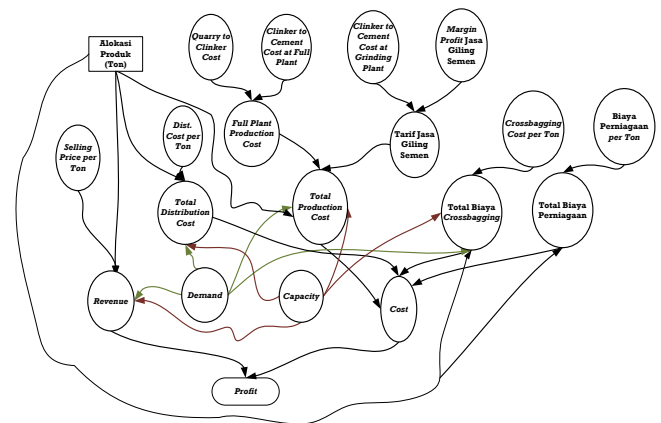 Alokasi
Produk
(Ton)
Quarry to
Clinker
Cost
Clinker to
Cement
Cost at Full
Plant
Clinker to
Cement
Cost at
Grinding
Plant
Margin
Profit Jasa
Giling
Semen
Selling
Price per
Ton
Dist.
Cost per
Ton
Full Plant
Production
Cost
Tarif Jasa
Giling
Semen
Crossbagging
Cost per Ton
Biaya
Perniagaan
per Ton
Total
Distribution
Cost
Total
Production
Cost
Total Biaya
Crossbagging
Total Biaya
Perniagaan
Revenue
Demand
Capacity
Cost
Profit